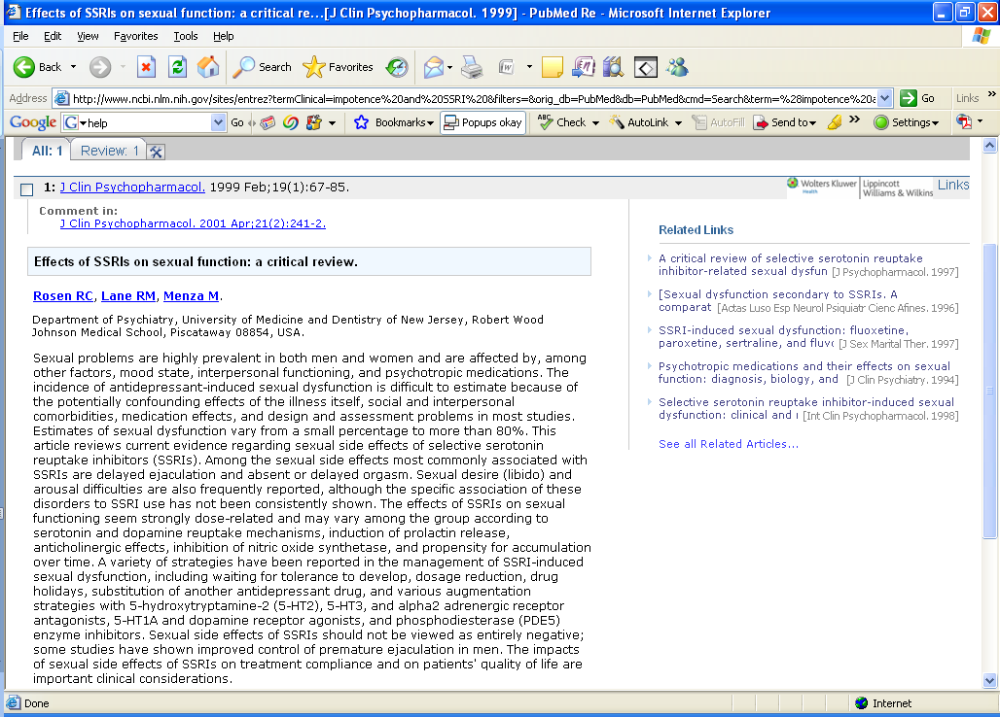 Effects of SSRIs on sexual function: a critical re...[J Clin Psychopharmacol. 1999] - PubMed Re - Microsoft Internet Explorer
File Edit View Favorites Tools Help
Back Search Favorites
Address http://www.ncbi.nlm.nih.gov/sites/entrez?termClinical=impotence%20and%20SSRI%20&filters=&orig_db=PubMed&db=PubMed&cmd=Search&term=%28impotence%20a Go Links »
Google G help Go Bookmarks Popups okay ABC Check AutoLink AutoFill Send to » Settings
All: 1 Review: 1
1: J Clin Psychopharmacol. 1999 Feb;19(1):67-85.
Wolters Kluwer Health Lippincott Williams & Wilkins Links
Comment in:
J Clin Psychopharmacol. 2001 Apr;21(2):241-2.
Effects of SSRIs on sexual function: a critical review.
Rosen RC, Lane RM, Menza M.
Department of Psychiatry, University of Medicine and Dentistry of New Jersey, Robert Wood
Johnson Medical School, Piscataway 08854, USA.
Sexual problems are highly prevalent in both men and women and are affected by, among
other factors, mood state, interpersonal functioning, and psychotropic medications. The
incidence of antidepressant-induced sexual dysfunction is difficult to estimate because of
the potentially confounding effects of the illness itself, social and interpersonal
comorbidities, medication effects, and design and assessment problems in most studies.
Estimates of sexual dysfunction vary from a small percentage to more than 80%. This
article reviews current evidence regarding sexual side effects of selective serotonin
reuptake inhibitors (SSRIs). Among the sexual side effects most commonly associated with
SSRIs are delayed ejaculation and absent or delayed orgasm. Sexual desire (libido) and
arousal difficulties are also frequently reported, although the specific association of these
disorders to SSRI use has not been consistently shown. The effects of SSRIs on sexual
functioning seem strongly dose-related and may vary among the group according to
serotonin and dopamine reuptake mechanisms, induction of prolactin release,
anticholinergic effects, inhibition of nitric oxide synthetase, and propensity for accumulation
over time. A variety of strategies have been reported in the management of SSRI-induced
sexual dysfunction, including waiting for tolerance to develop, dosage reduction, drug
holidays, substitution of another antidepressant drug, and various augmentation
strategies with 5-hydroxytryptamine-2 (5-HT2), 5-HT3, and alpha2 adrenergic receptor
antagonists, 5-HT1A and dopamine receptor agonists, and phosphodiesterase (PDE5)
enzyme inhibitors. Sexual side effects of SSRIs should not be viewed as entirely negative;
some studies have shown improved control of premature ejaculation in men. The impacts
of sexual side effects of SSRIs on treatment compliance and on patients' quality of life are
important clinical considerations.
Related Links
A critical review of selective serotonin reuptake
inhibitor-related sexual dysfun [J Psychopharmacol. 1997]
[Sexual dysfunction secondary to SSRIs. A
comparat [Actas Luso Esp Neurol Psiquiatr Cienc Afines. 1996]
SSRI-induced sexual dysfunction: fluoxetine,
paroxetine, sertraline, and fluvo [J Sex Marital Ther. 1997]
Psychotropic medications and their effects on sexual
function: diagnosis, biology, and [J Clin Psychiatry. 1994]
Selective serotonin reuptake inhibitor-induced sexual
dysfunction: clinical and [Int Clin Psychopharmacol. 1998]
See all Related Articles...
Done Internet